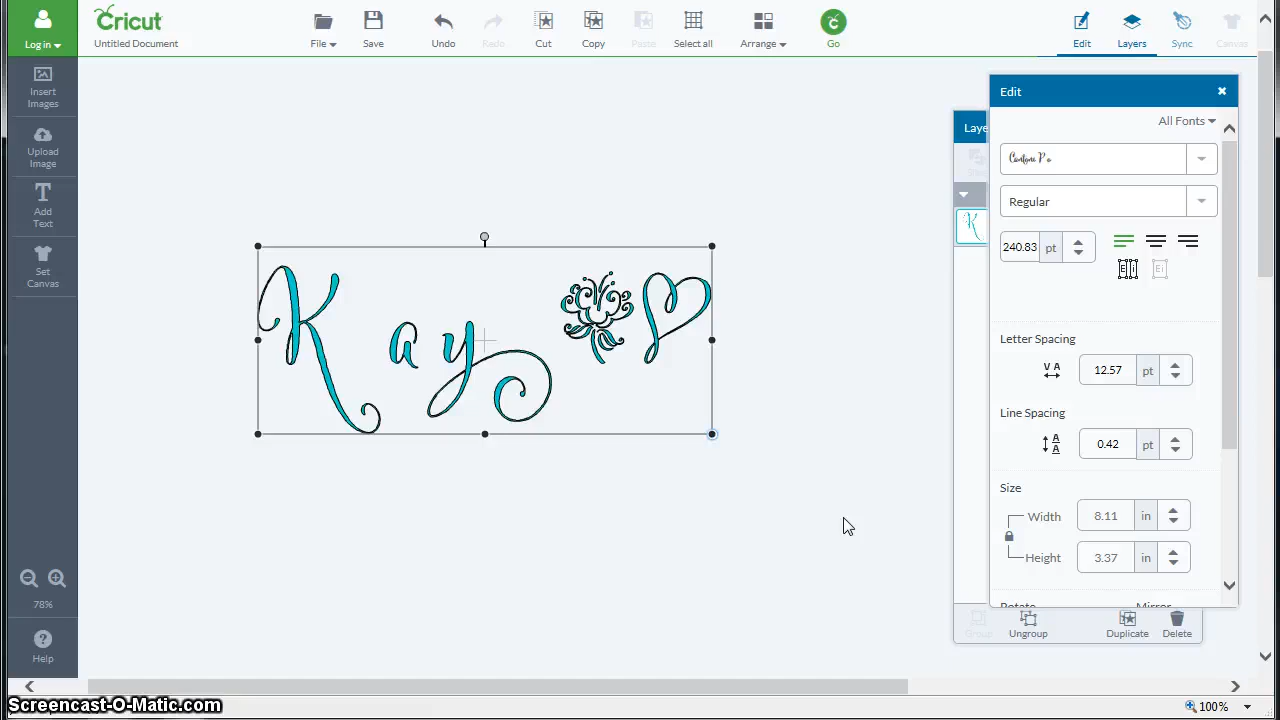 Log in
Cricut
Untitled Document
File
Save
Undo
Redo
Cut
Copy
Paste
Select all
Arrange
Go
Edit
Layers
Sync
Canvas
Insert
Images
Upload
Image
Add
Text
Set
Canvas
78%
Help
Kay
Laye
Edit
All Fonts
Regular
240.83 pt
Letter Spacing
V A
12.57 pt
Line Spacing
A
A
0.42 pt
Size
Width 8.11 in
Height 3.37 in
Rotate Mirror
Group
Ungroup
Duplicate
Delete
Screencast-O-Matic.com
100%